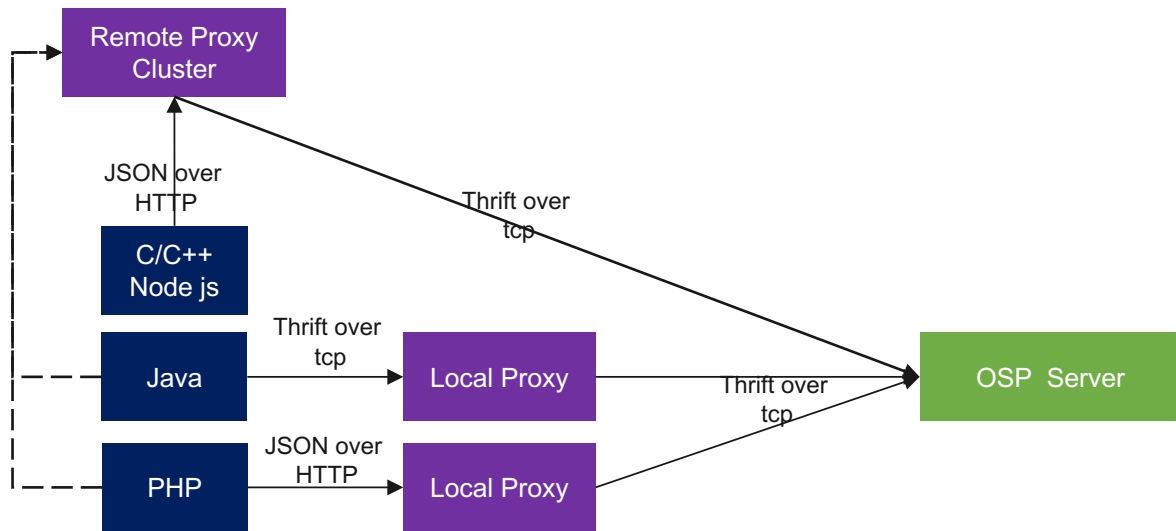 Remote Proxy
Cluster
JSON over
HTTP
Thrift over
tcp
C/C++
Node js
Thrift over
tcp
Java
Local Proxy
Thrift over
tcp
OSP Server
JSON over
HTTP
PHP
Local Proxy